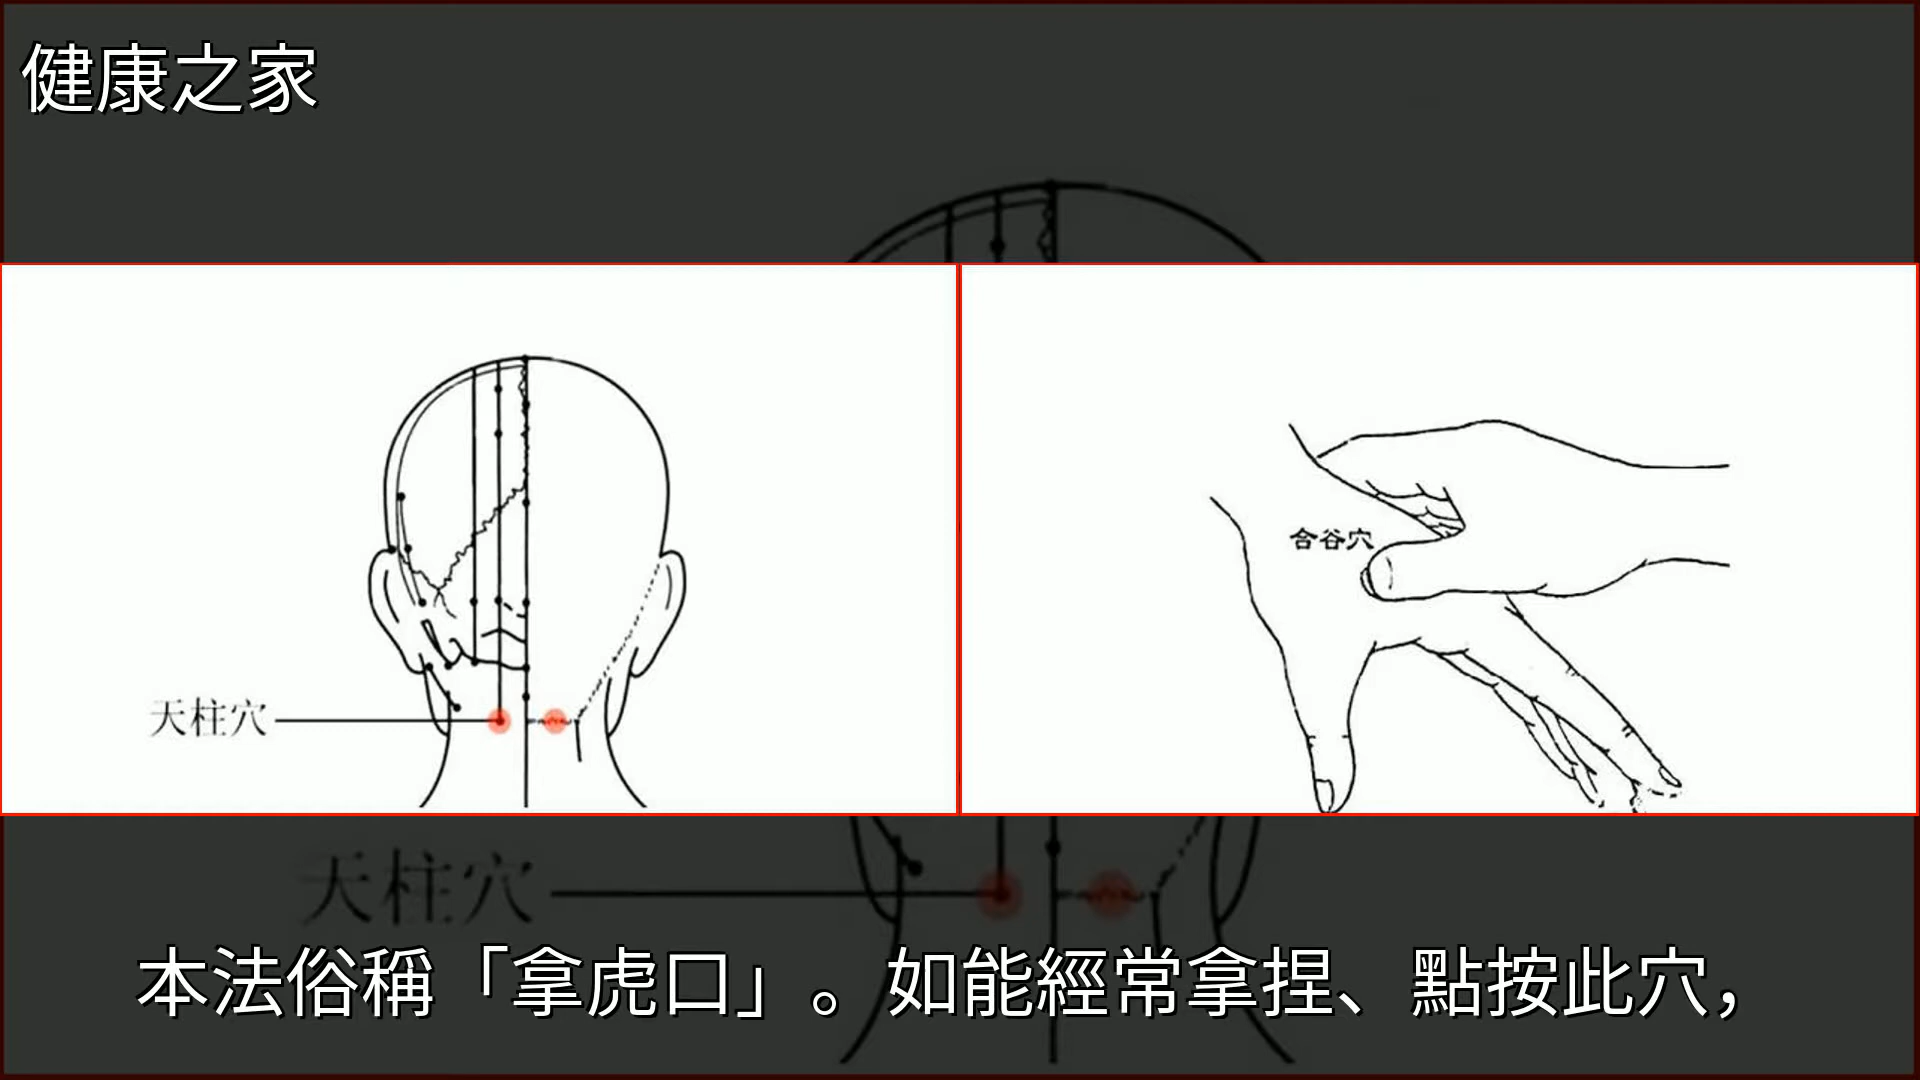 健康之家
天柱穴
合谷穴
天柱穴
本法俗稱「拿虎口」。如能經常拿捏、點按此穴，